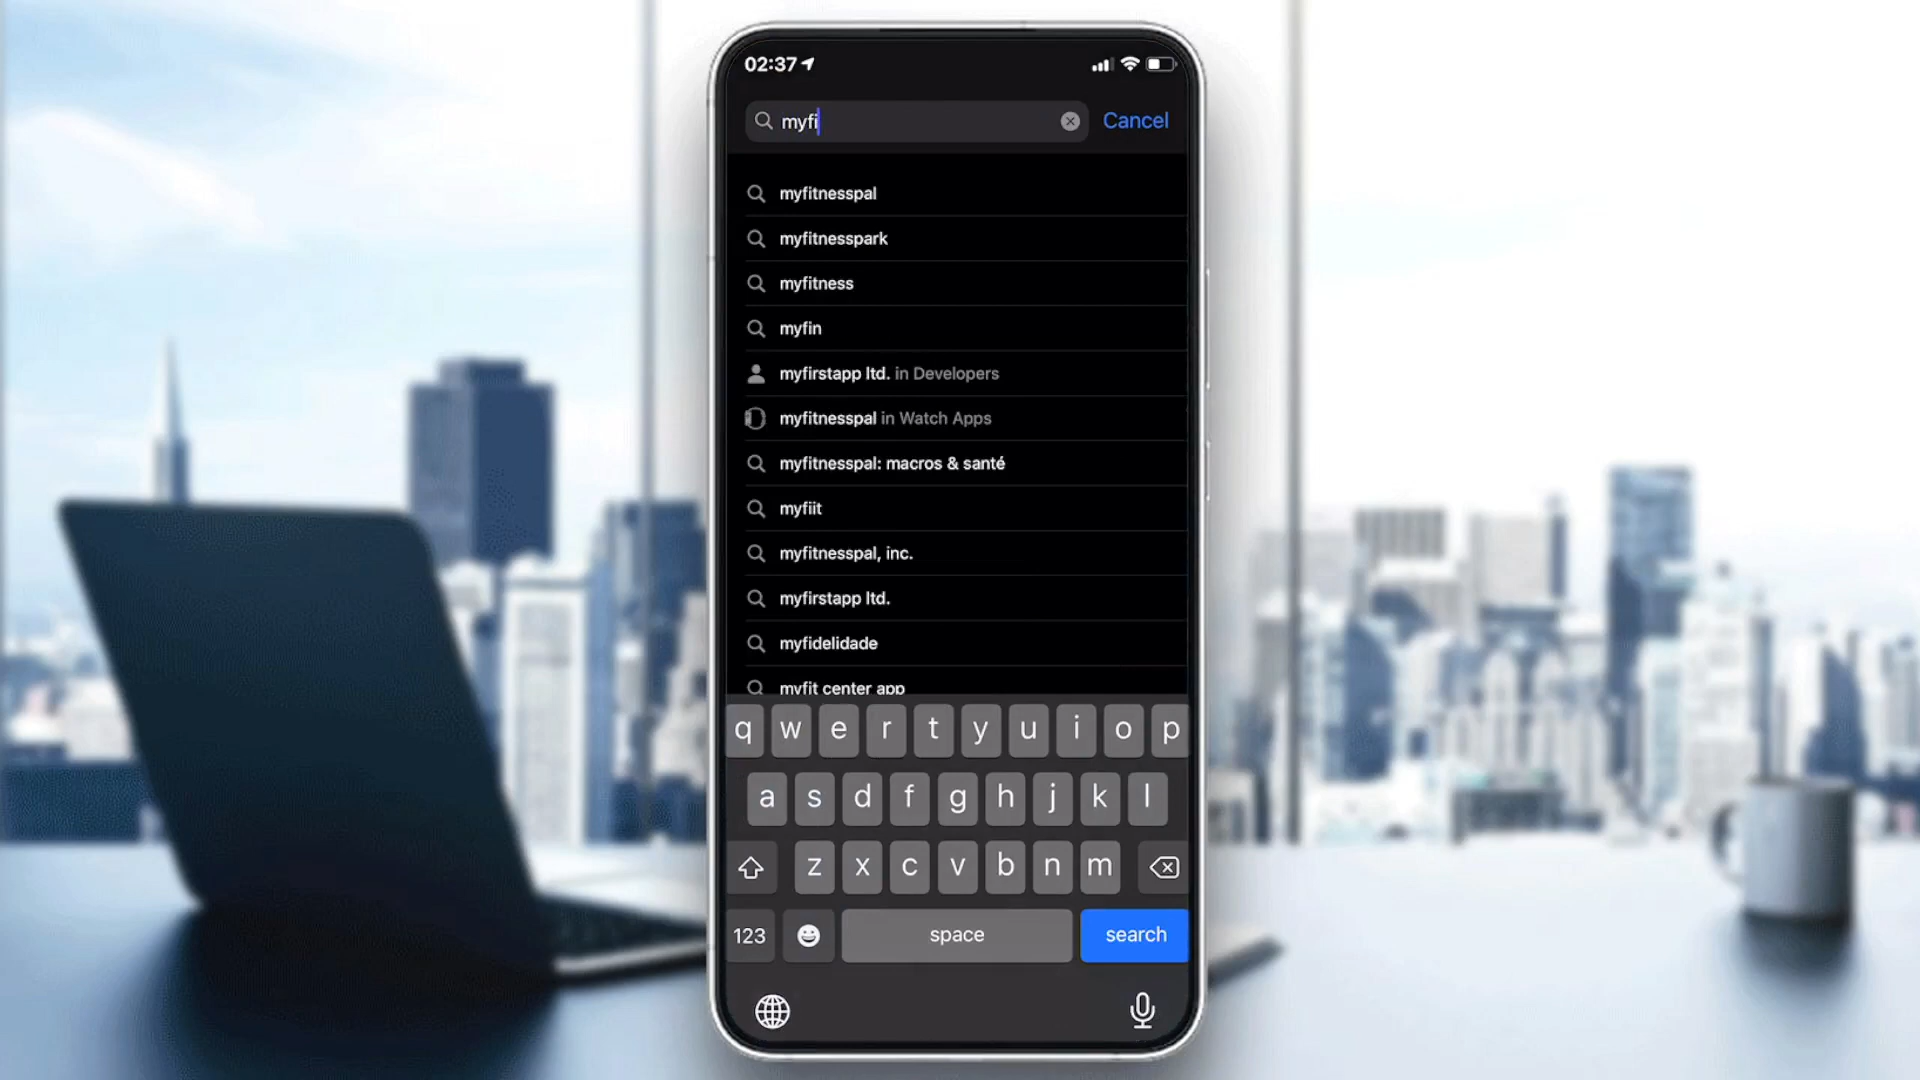 02:37
myfi
Cancel
myfitnesspal
myfitnesspark
myfitness
myfin
myfirstapp ltd. in Developers
myfitnesspal in Watch Apps
myfitnesspal: macros & santé
myfiit
myfitnesspal, inc.
myfirstapp ltd.
myfidelidade
myfit center app
q w e r t y u i o p
a s d f g h j k l
z x c v b n m
123
space
search